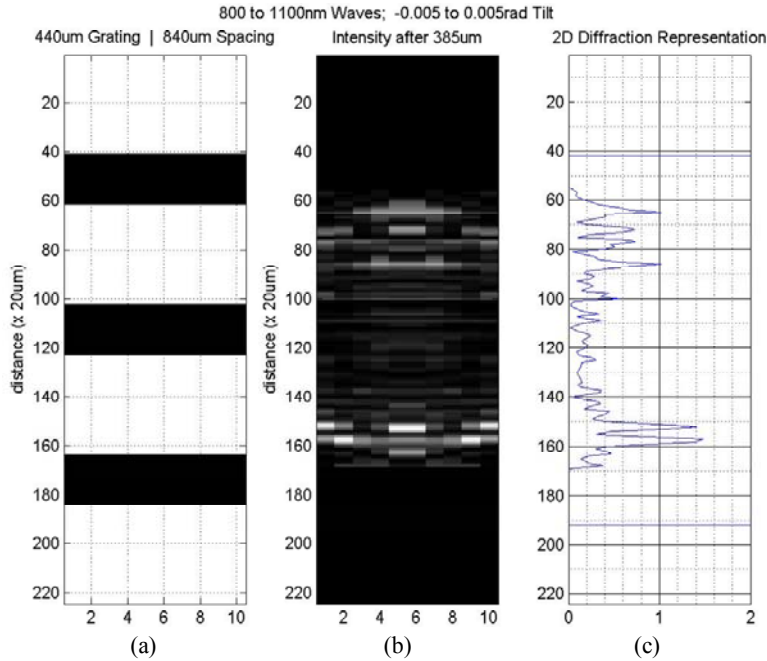 800 to 1100nm Waves;  -0.005 to 0.005rad Tilt
440um Grating  |  840um Spacing
Intensity after 385um
2D Diffraction Representation
distance (x 20um)
20
40
60
80
100
120
140
160
180
200
220
2 4 6 8 10
(a)
distance (x 20um)
20
40
60
80
100
120
140
160
180
200
220
2 4 6 8 10
(b)
20
40
60
80
100
120
140
160
180
200
220
0 1 2
(c)